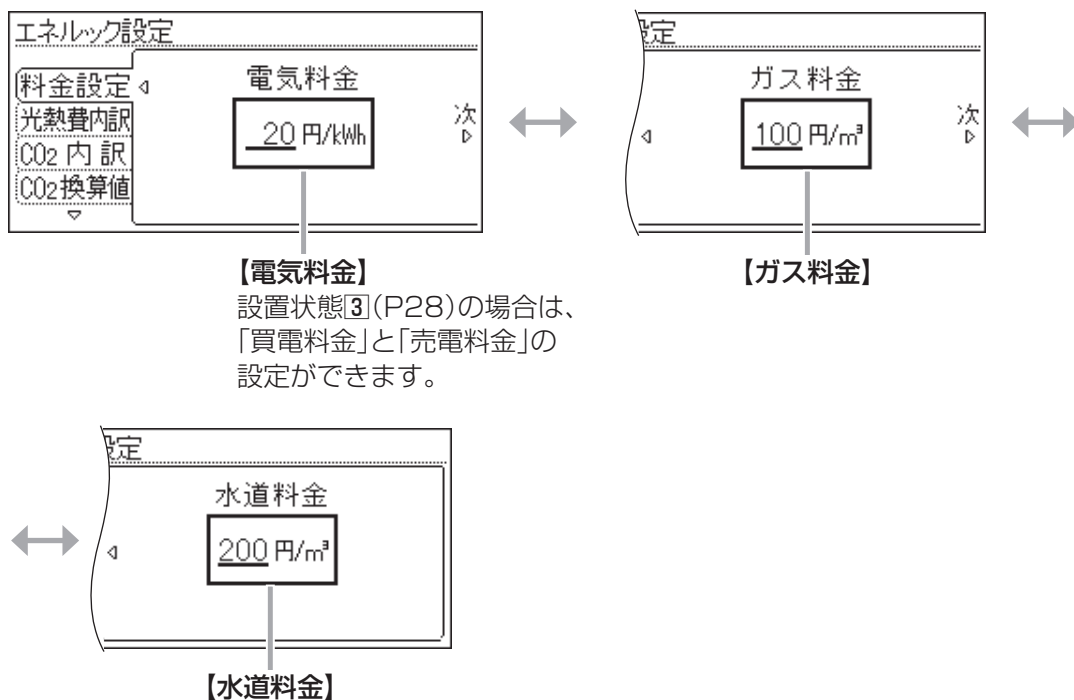 エネルック設定
料金設定
光熱費内訳
CO2 内 訳
CO2換算値
電気料金
20 円/kWh
次
【電気料金】
設置状態3(P28)の場合は、
「買電料金」と「売電料金」の
設定ができます。
設定
ガス料金
100 円/m³
次
【ガス料金】
設定
水道料金
200 円/m³
【水道料金】